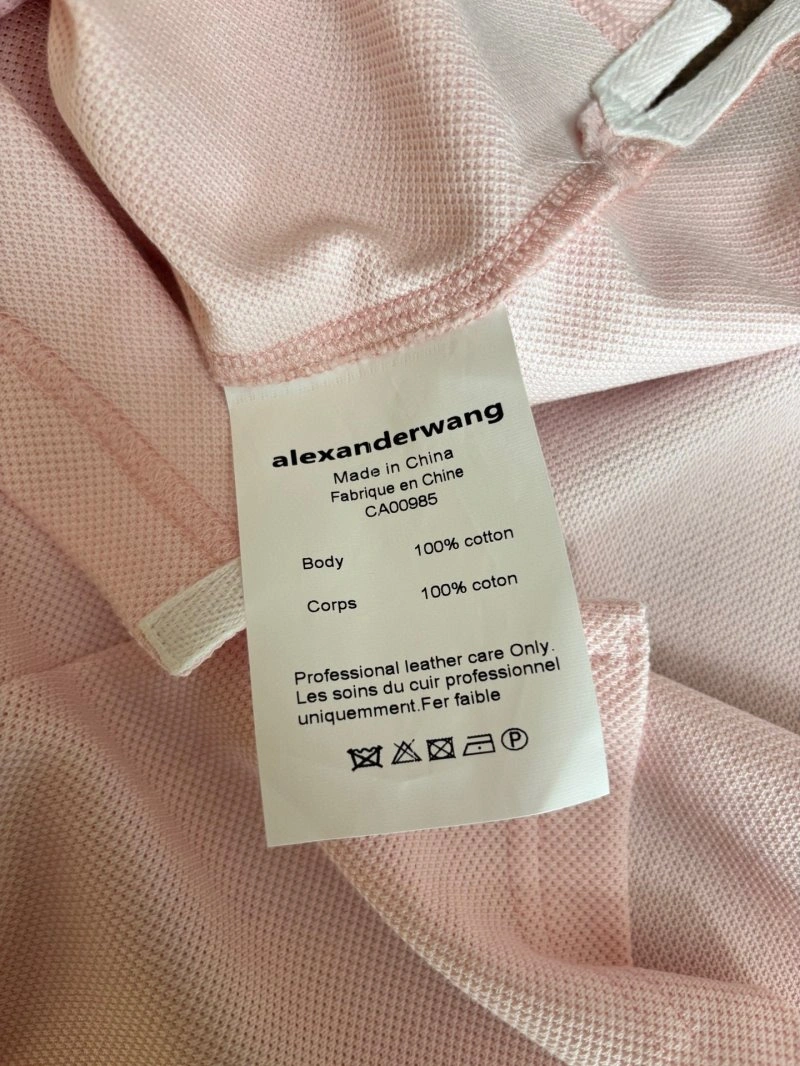 alexanderwang
Made in China
Fabrique en Chine
CA00985
Body 100% cotton
Corps 100% coton
Professional leather care Only.
Les soins du cuir professionnel
uniquemment.Fer faible
P